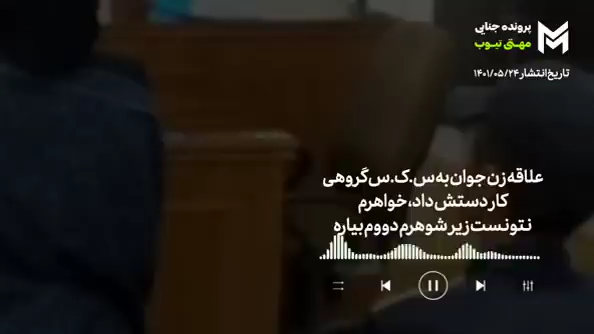 پرونده جنایی
مهتی تیوب
تاریخ انتشار ۱۴۰۱/۰۵/۲۴
علاقه زن جوان به س.ک.س گروهی
کار دستش داد، خواهرم
نتونست زیر شوهرم دووم بیاره